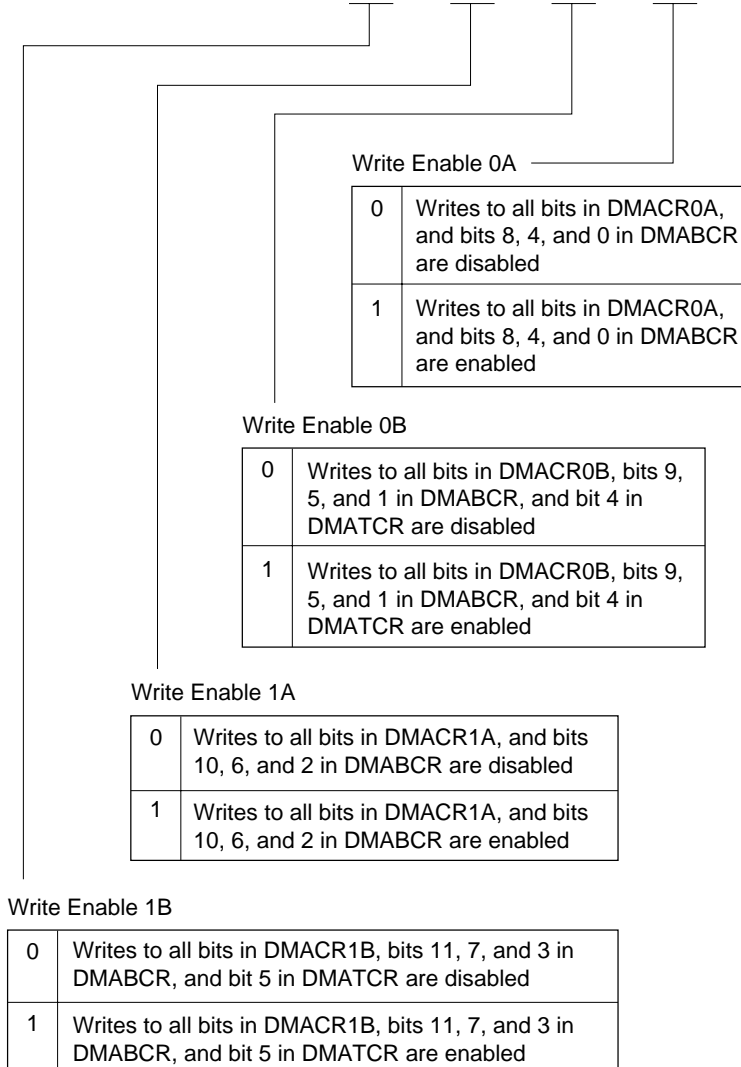 Write Enable 0A
0 Writes to all bits in DMACR0A,
and bits 8, 4, and 0 in DMABCR
are disabled
1 Writes to all bits in DMACR0A,
and bits 8, 4, and 0 in DMABCR
are enabled
Write Enable 0B
0 Writes to all bits in DMACR0B, bits 9,
5, and 1 in DMABCR, and bit 4 in
DMATCR are disabled
1 Writes to all bits in DMACR0B, bits 9,
5, and 1 in DMABCR, and bit 4 in
DMATCR are enabled
Write Enable 1A
0 Writes to all bits in DMACR1A, and bits
10, 6, and 2 in DMABCR are disabled
1 Writes to all bits in DMACR1A, and bits
10, 6, and 2 in DMABCR are enabled
Write Enable 1B
0 Writes to all bits in DMACR1B, bits 11, 7, and 3 in
DMABCR, and bit 5 in DMATCR are disabled
1 Writes to all bits in DMACR1B, bits 11, 7, and 3 in
DMABCR, and bit 5 in DMATCR are enabled